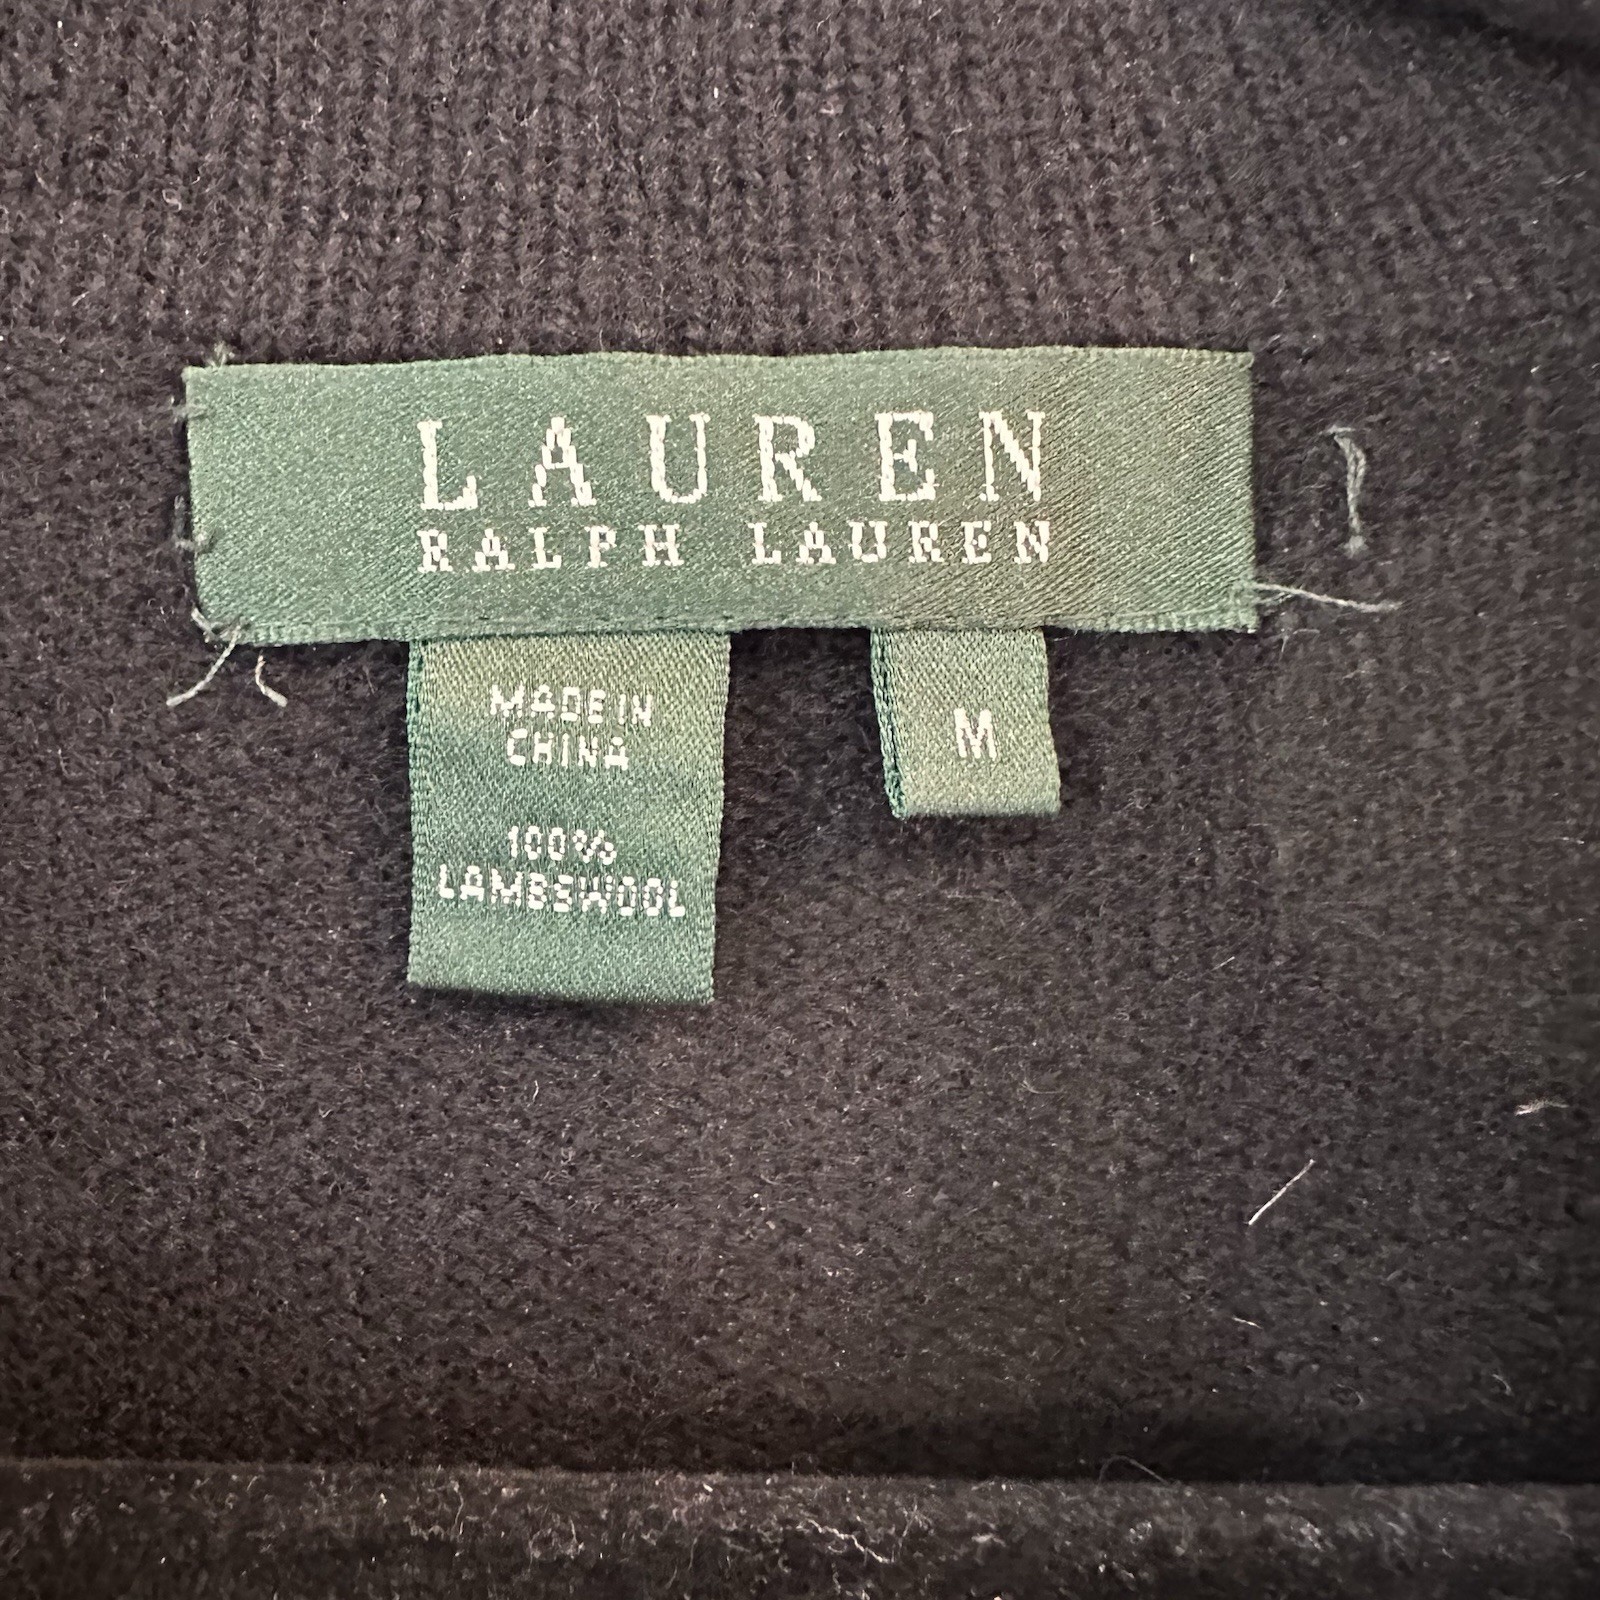 LAUREN
RALPH LAUREN
MADE IN
CHINA
100%
LAMBSWOOL
M